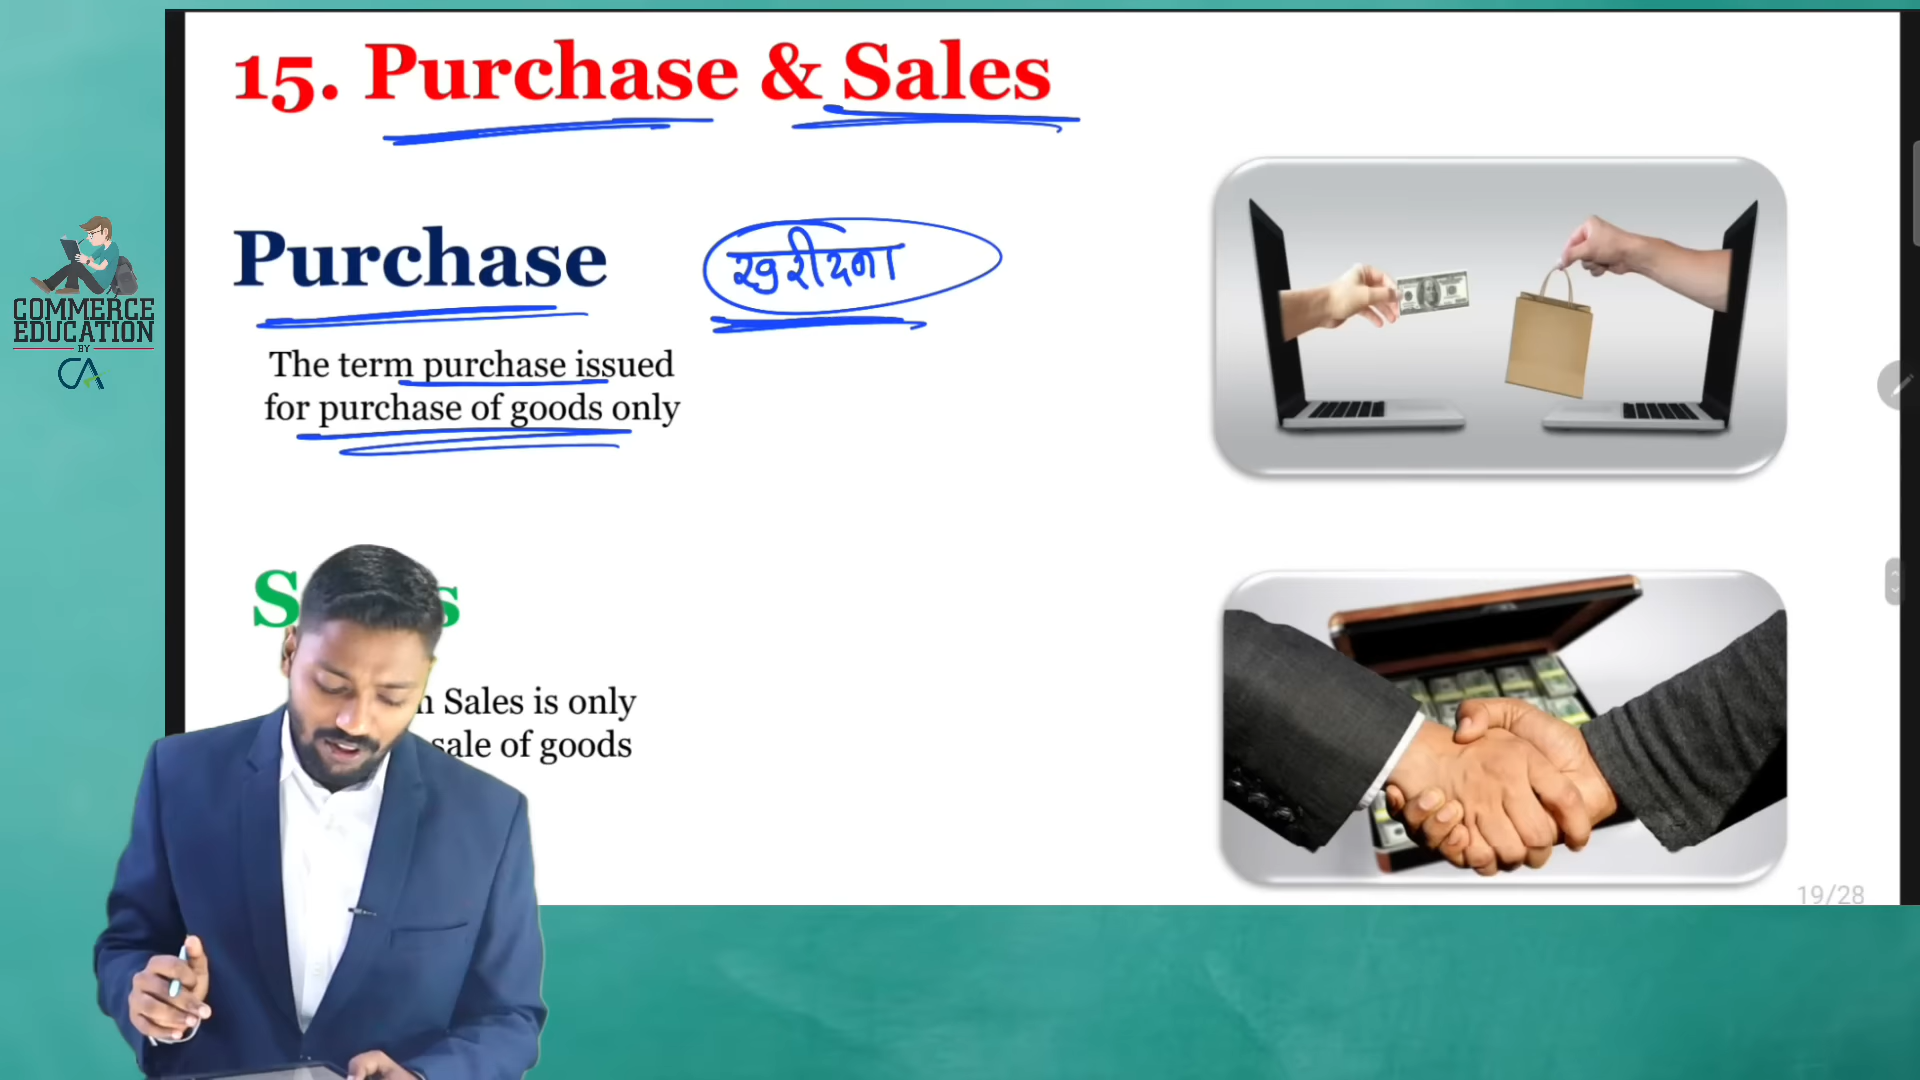 15. Purchase & Sales
Purchase
खरीदना
The term purchase issued
for purchase of goods only
Sales is only
sale of goods
COMMERCE
EDUCATION
BY
CA
19/28